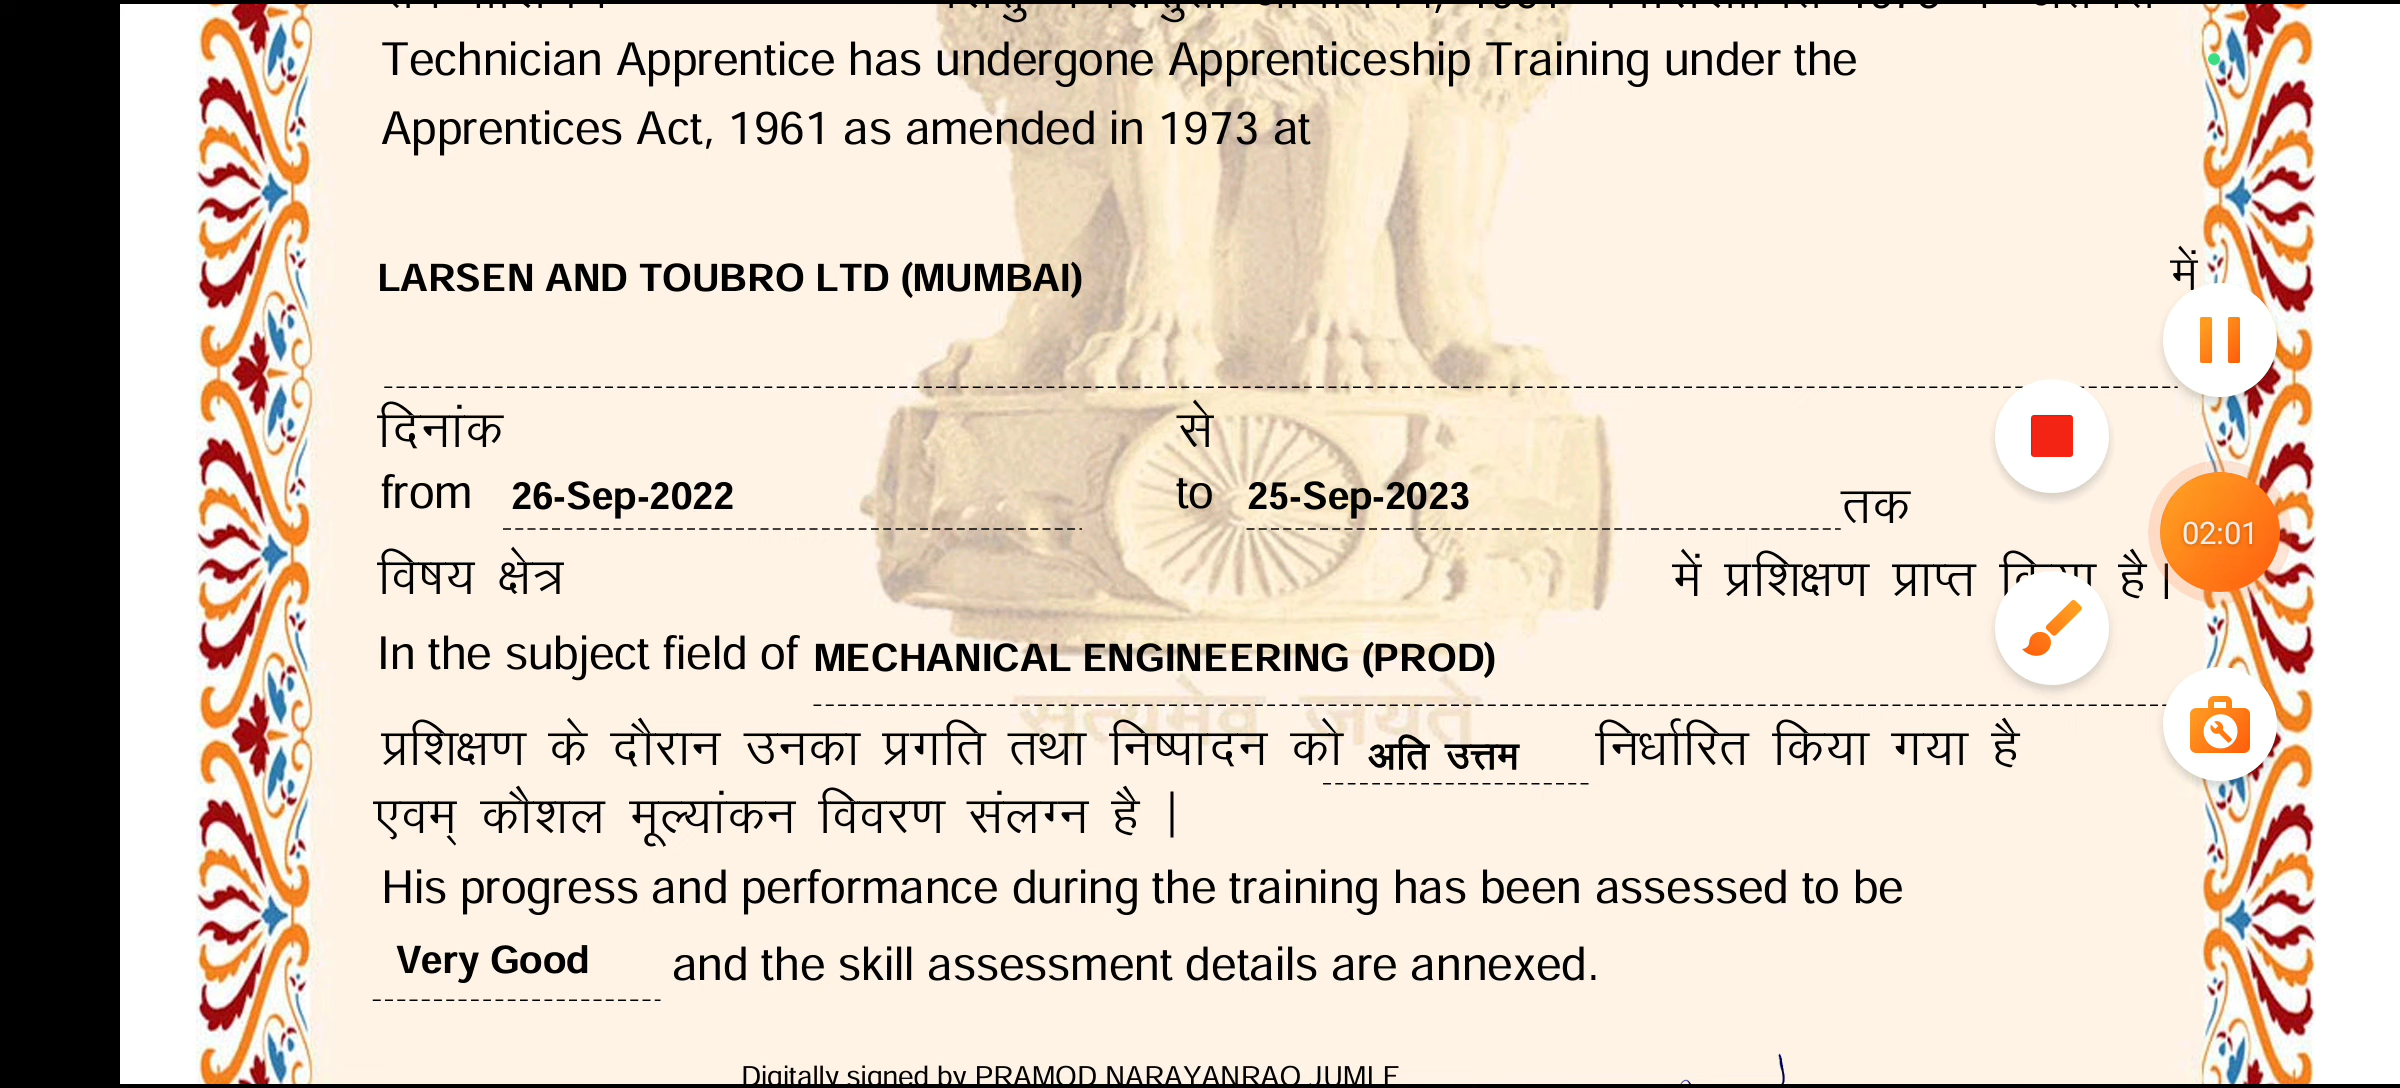 Technician Apprentice has undergone Apprenticeship Training under the
Apprentices Act, 1961 as amended in 1973 at
LARSEN AND TOUBRO LTD (MUMBAI) में
दिनांक से
from 26-Sep-2022 to 25-Sep-2023 तक
विषय क्षेत्र में प्रशिक्षण प्राप्त है |
In the subject field of MECHANICAL ENGINEERING (PROD)
सत्यमेव जयते
प्रशिक्षण के दौरान उनका प्रगति तथा निष्पादन को अति उत्तम निर्धारित किया गया है
एवम् कौशल मूल्यांकन विवरण संलग्न है |
His progress and performance during the training has been assessed to be
Very Good and the skill assessment details are annexed.
Digitally signed by PRAMOD NARAYANRAO JUMLE
02:01